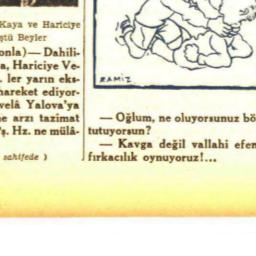 Kaya ve Hariciye
ştü Beyler
onla) — Dahili-
a, Hariciye Ve-
ler yarın eks-
hareket ediyor-
velâ Yalova'ya
e arzı tazimat
ş. Hz. ne mülâ-
sahifede )
RAMİZ
— Oğlum, ne oluyorsunuz bö
tutuyorsun?
— Kavga değil vallahi efen
fırkacılık oynuyoruz!...